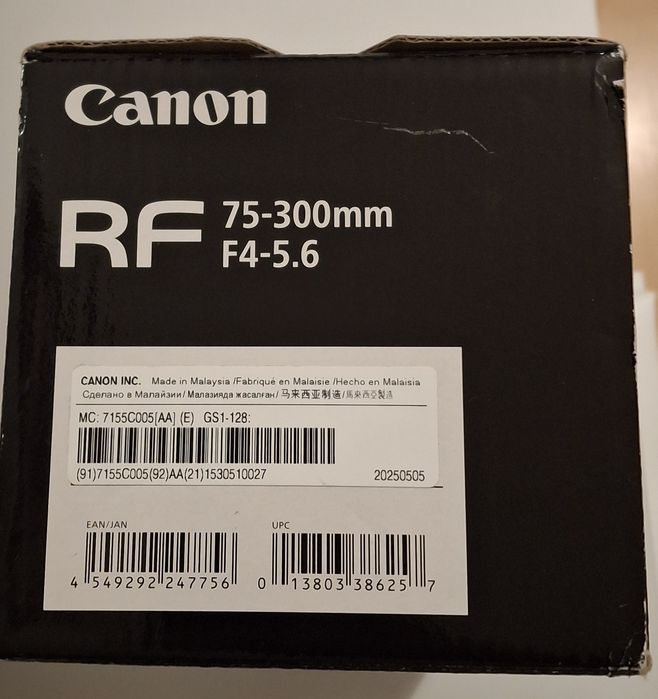 Canon
RF 75-300mm
F4-5.6
CANON INC. Made in Malaysia /Fabriqué en Malaisie /Hecho en Malaisia
Сделано в Малайзии/ Малазияда жасалған/ 马来西亚制造/馬來西亞製造
MC: 7155C005[AA] (E) GS1-128:
(91)7155C005(92)AA(21)1530510027 20250505
EAN/JAN UPC
4 549292 247756 0 13803 38625 7